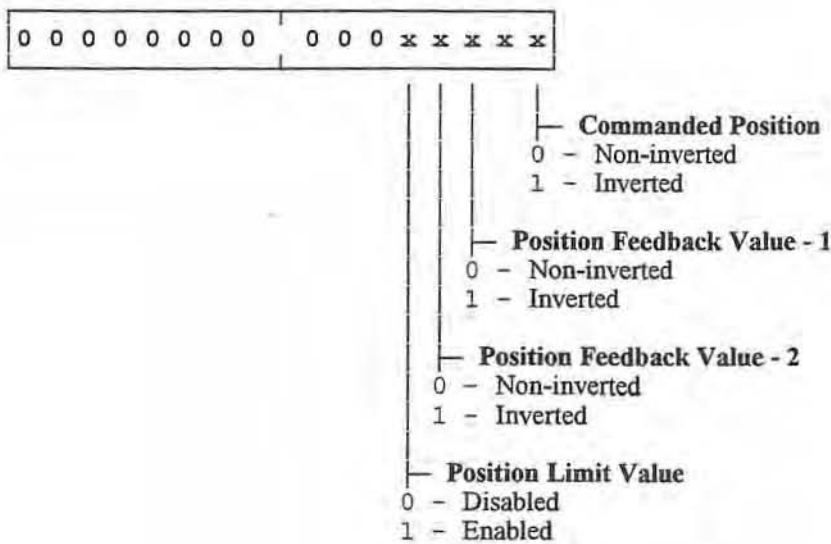 0 0 0 0 0 0 0 0 0 0 0 x x x x x
Commanded Position
0 - Non-inverted
1 - Inverted
Position Feedback Value - 1
0 - Non-inverted
1 - Inverted
Position Feedback Value - 2
0 - Non-inverted
1 - Inverted
Position Limit Value
0 - Disabled
1 - Enabled